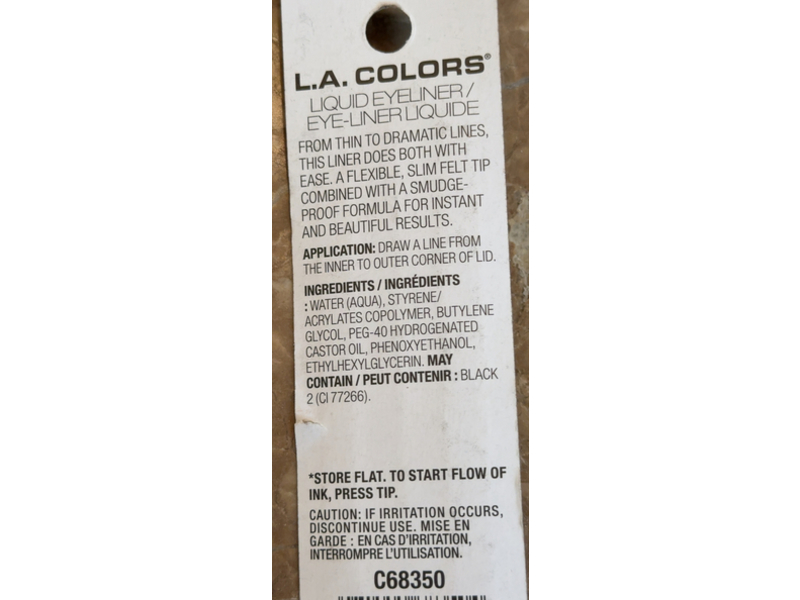 L.A. COLORS®
LIQUID EYELINER /
EYE-LINER LIQUIDE
FROM THIN TO DRAMATIC LINES,
THIS LINER DOES BOTH WITH
EASE. A FLEXIBLE, SLIM FELT TIP
COMBINED WITH A SMUDGE-
PROOF FORMULA FOR INSTANT
AND BEAUTIFUL RESULTS.
APPLICATION: DRAW A LINE FROM
THE INNER TO OUTER CORNER OF LID.
INGREDIENTS / INGRÉDIENTS
: WATER (AQUA), STYRENE/
ACRYLATES COPOLYMER, BUTYLENE
GLYCOL, PEG-40 HYDROGENATED
CASTOR OIL, PHENOXYETHANOL,
ETHYLHEXYLGLYCERIN. MAY
CONTAIN / PEUT CONTENIR : BLACK
2 (CI 77266).
*STORE FLAT. TO START FLOW OF
INK, PRESS TIP.
CAUTION: IF IRRITATION OCCURS,
DISCONTINUE USE. MISE EN
GARDE : EN CAS D'IRRITATION,
INTERROMPRE L'UTILISATION.
C68350